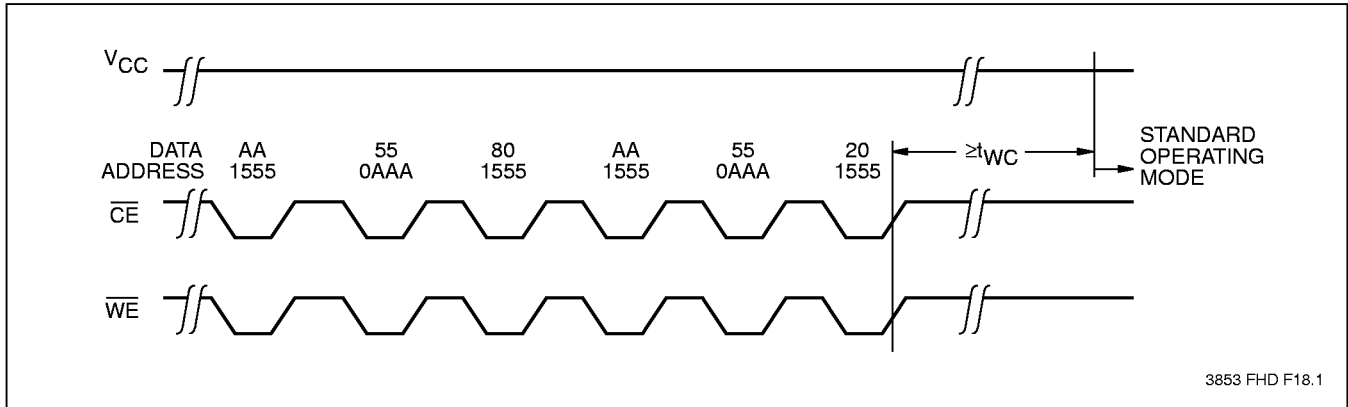 VCC
DATA AA 55 80 AA 55 20
ADDRESS 1555 0AAA 1555 1555 0AAA 1555
≥tWC
STANDARD
OPERATING
MODE
CE
WE
3853 FHD F18.1